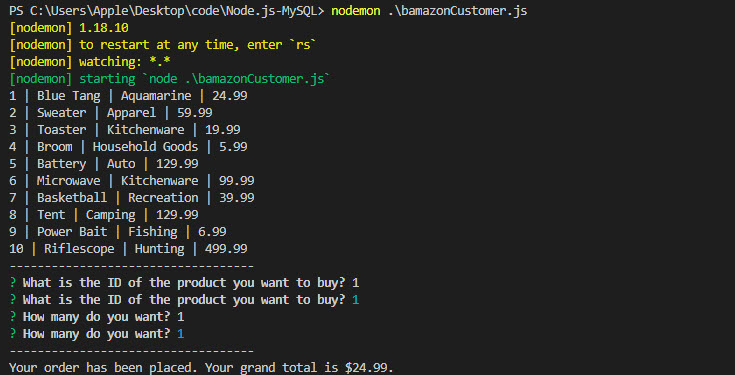 PS C:\Users\Apple\Desktop\code\Node.js-MySQL> nodemon .\bamazonCustomer.js
[nodemon] 1.18.10
[nodemon] to restart at any time, enter `rs`
[nodemon] watching: *.*
[nodemon] starting `node .\bamazonCustomer.js`
1 | Blue Tang | Aquamarine | 24.99
2 | Sweater | Apparel | 59.99
3 | Toaster | Kitchenware | 19.99
4 | Broom | Household Goods | 5.99
5 | Battery | Auto | 129.99
6 | Microwave | Kitchenware | 99.99
7 | Basketball | Recreation | 39.99
8 | Tent | Camping | 129.99
9 | Power Bait | Fishing | 6.99
10 | Riflescope | Hunting | 499.99
-----------------------------------
? What is the ID of the product you want to buy? 1
? What is the ID of the product you want to buy? 1
? How many do you want? 1
? How many do you want? 1
-----------------------------------
Your order has been placed. Your grand total is $24.99.